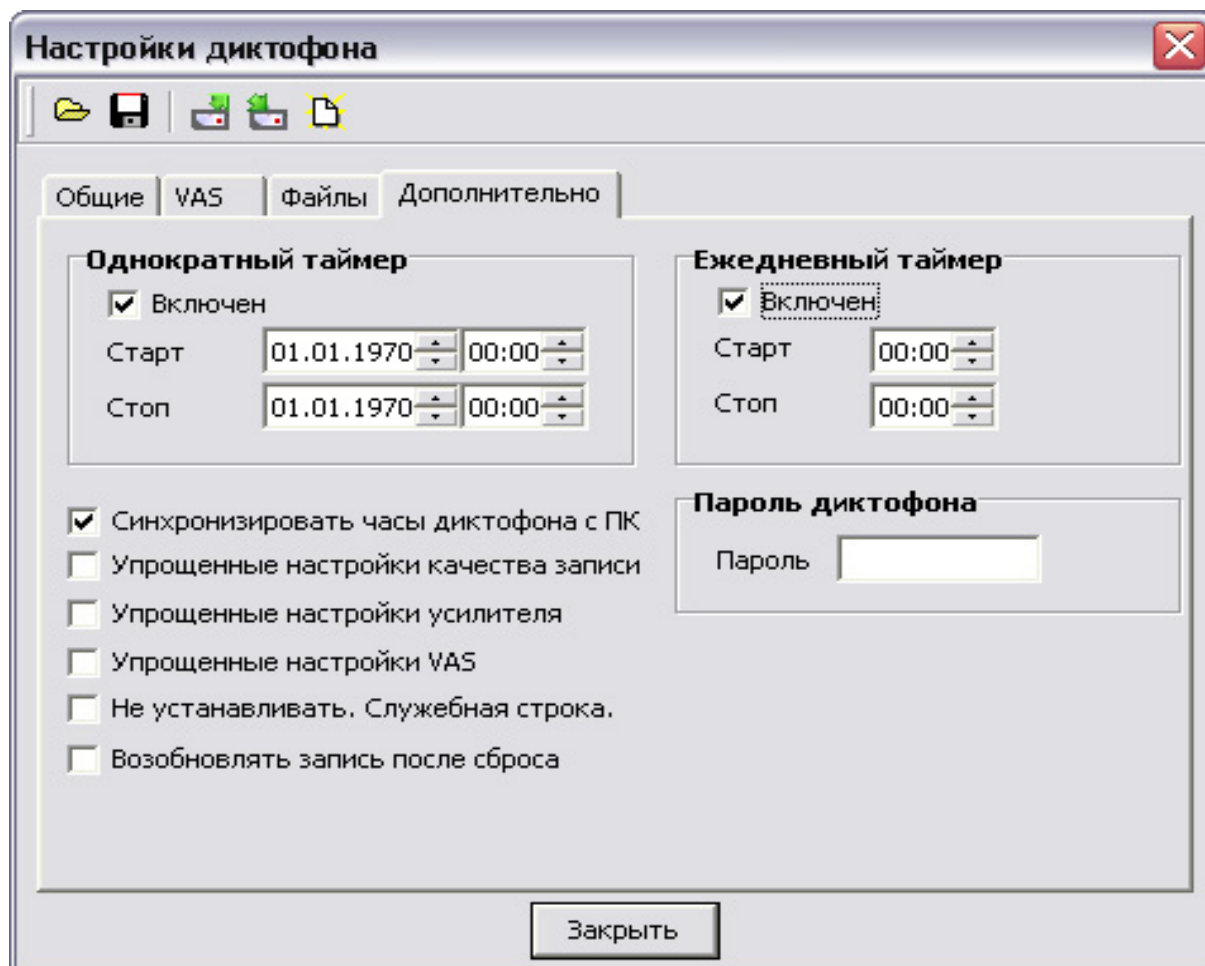 Настройки диктофона
Общие VAS Файлы Дополнительно
Однократный таймер
Включен
Старт 01.01.1970 00:00
Стоп 01.01.1970 00:00
Ежедневный таймер
Включен
Старт 00:00
Стоп 00:00
Синхронизировать часы диктофона с ПК
Упрощенные настройки качества записи
Упрощенные настройки усилителя
Упрощенные настройки VAS
Не устанавливать. Служебная строка.
Возобновлять запись после сброса
Пароль диктофона
Пароль
Закрыть